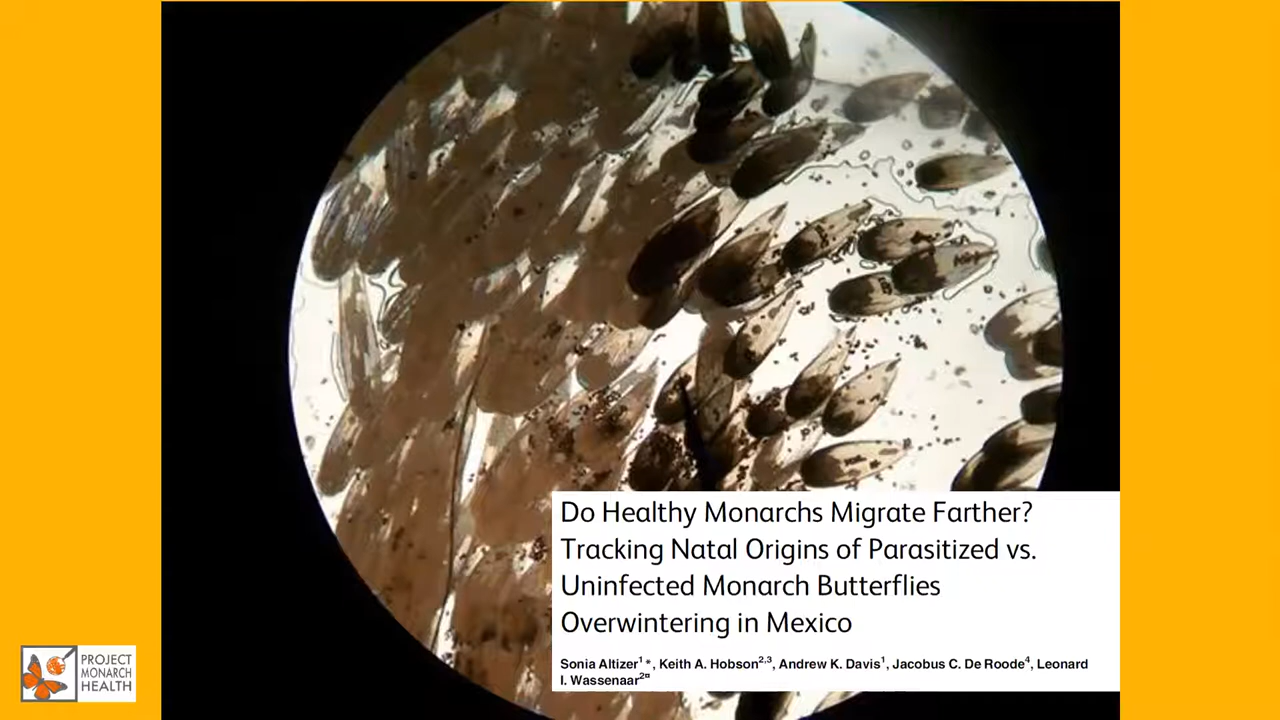 Do Healthy Monarchs Migrate Farther?
Tracking Natal Origins of Parasitized vs.
Uninfected Monarch Butterflies
Overwintering in Mexico
Sonia Altizer1*, Keith A. Hobson2,3, Andrew K. Davis1, Jacobus C. De Roode4, Leonard
I. Wassenaar2¤
PROJECT
MONARCH
HEALTH